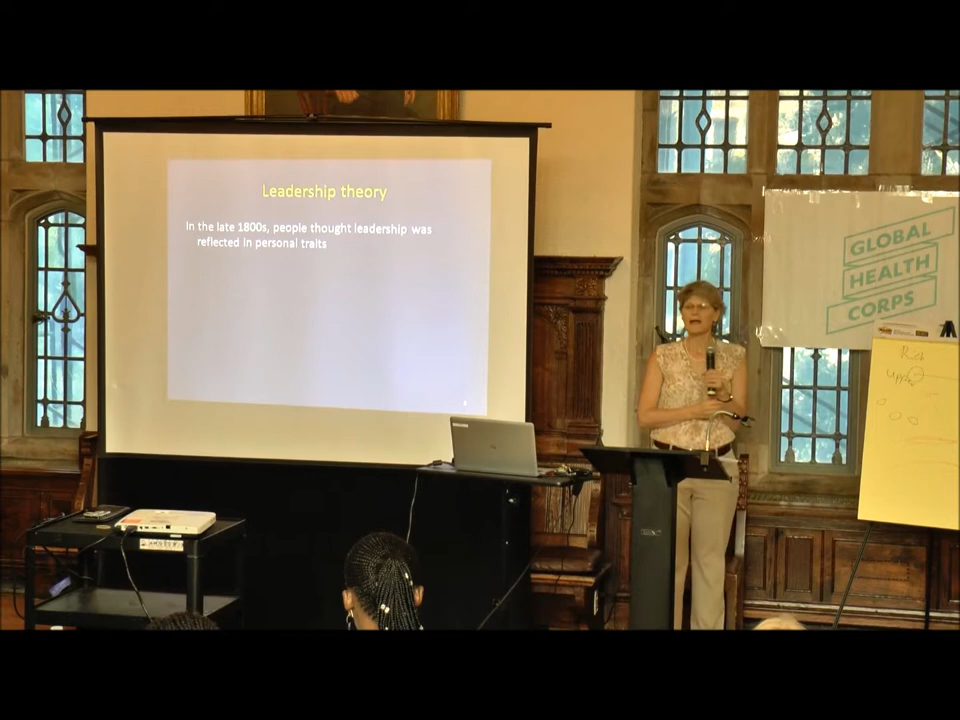 Leadership theory
In the late 1800s, people thought leadership was
reflected in personal traits
GLOBAL
HEALTH
CORPS